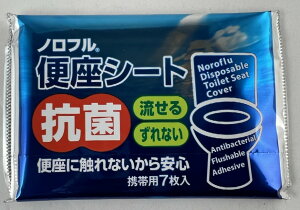 ノロフル®
便座シート
Noroflu
Disposable
Toilet Seat
Cover
抗菌
流せる
ずれない
Antibacterial
Flushable
Adhesive
便座に触れないから安心
携帯用7枚入